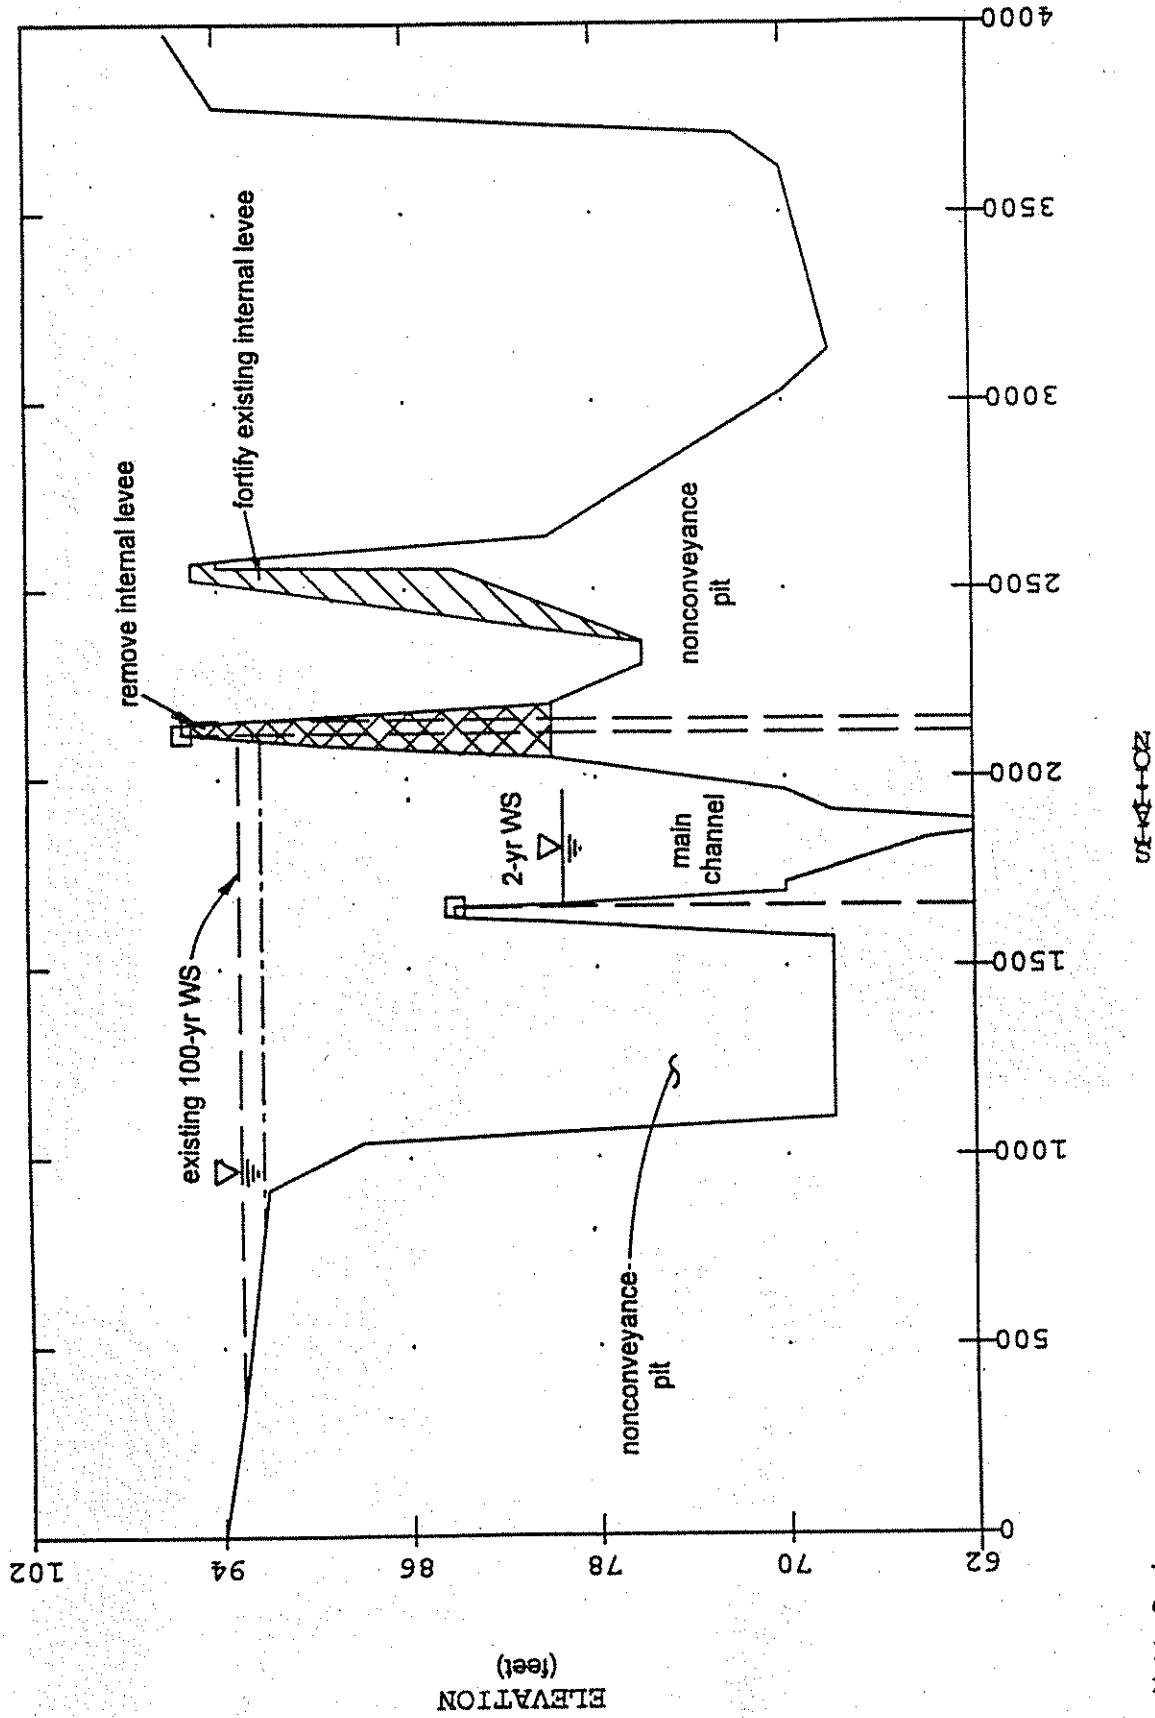 remove internal levee
fortify existing internal levee
existing 100-yr WS
2-yr WS
main
channel
nonconveyance
pit
nonconveyance
pit
ELEVATION
(feet)
102
94
86
78
70
62
0
500
1000
1500
2000
2500
3000
3500
4000
STATION